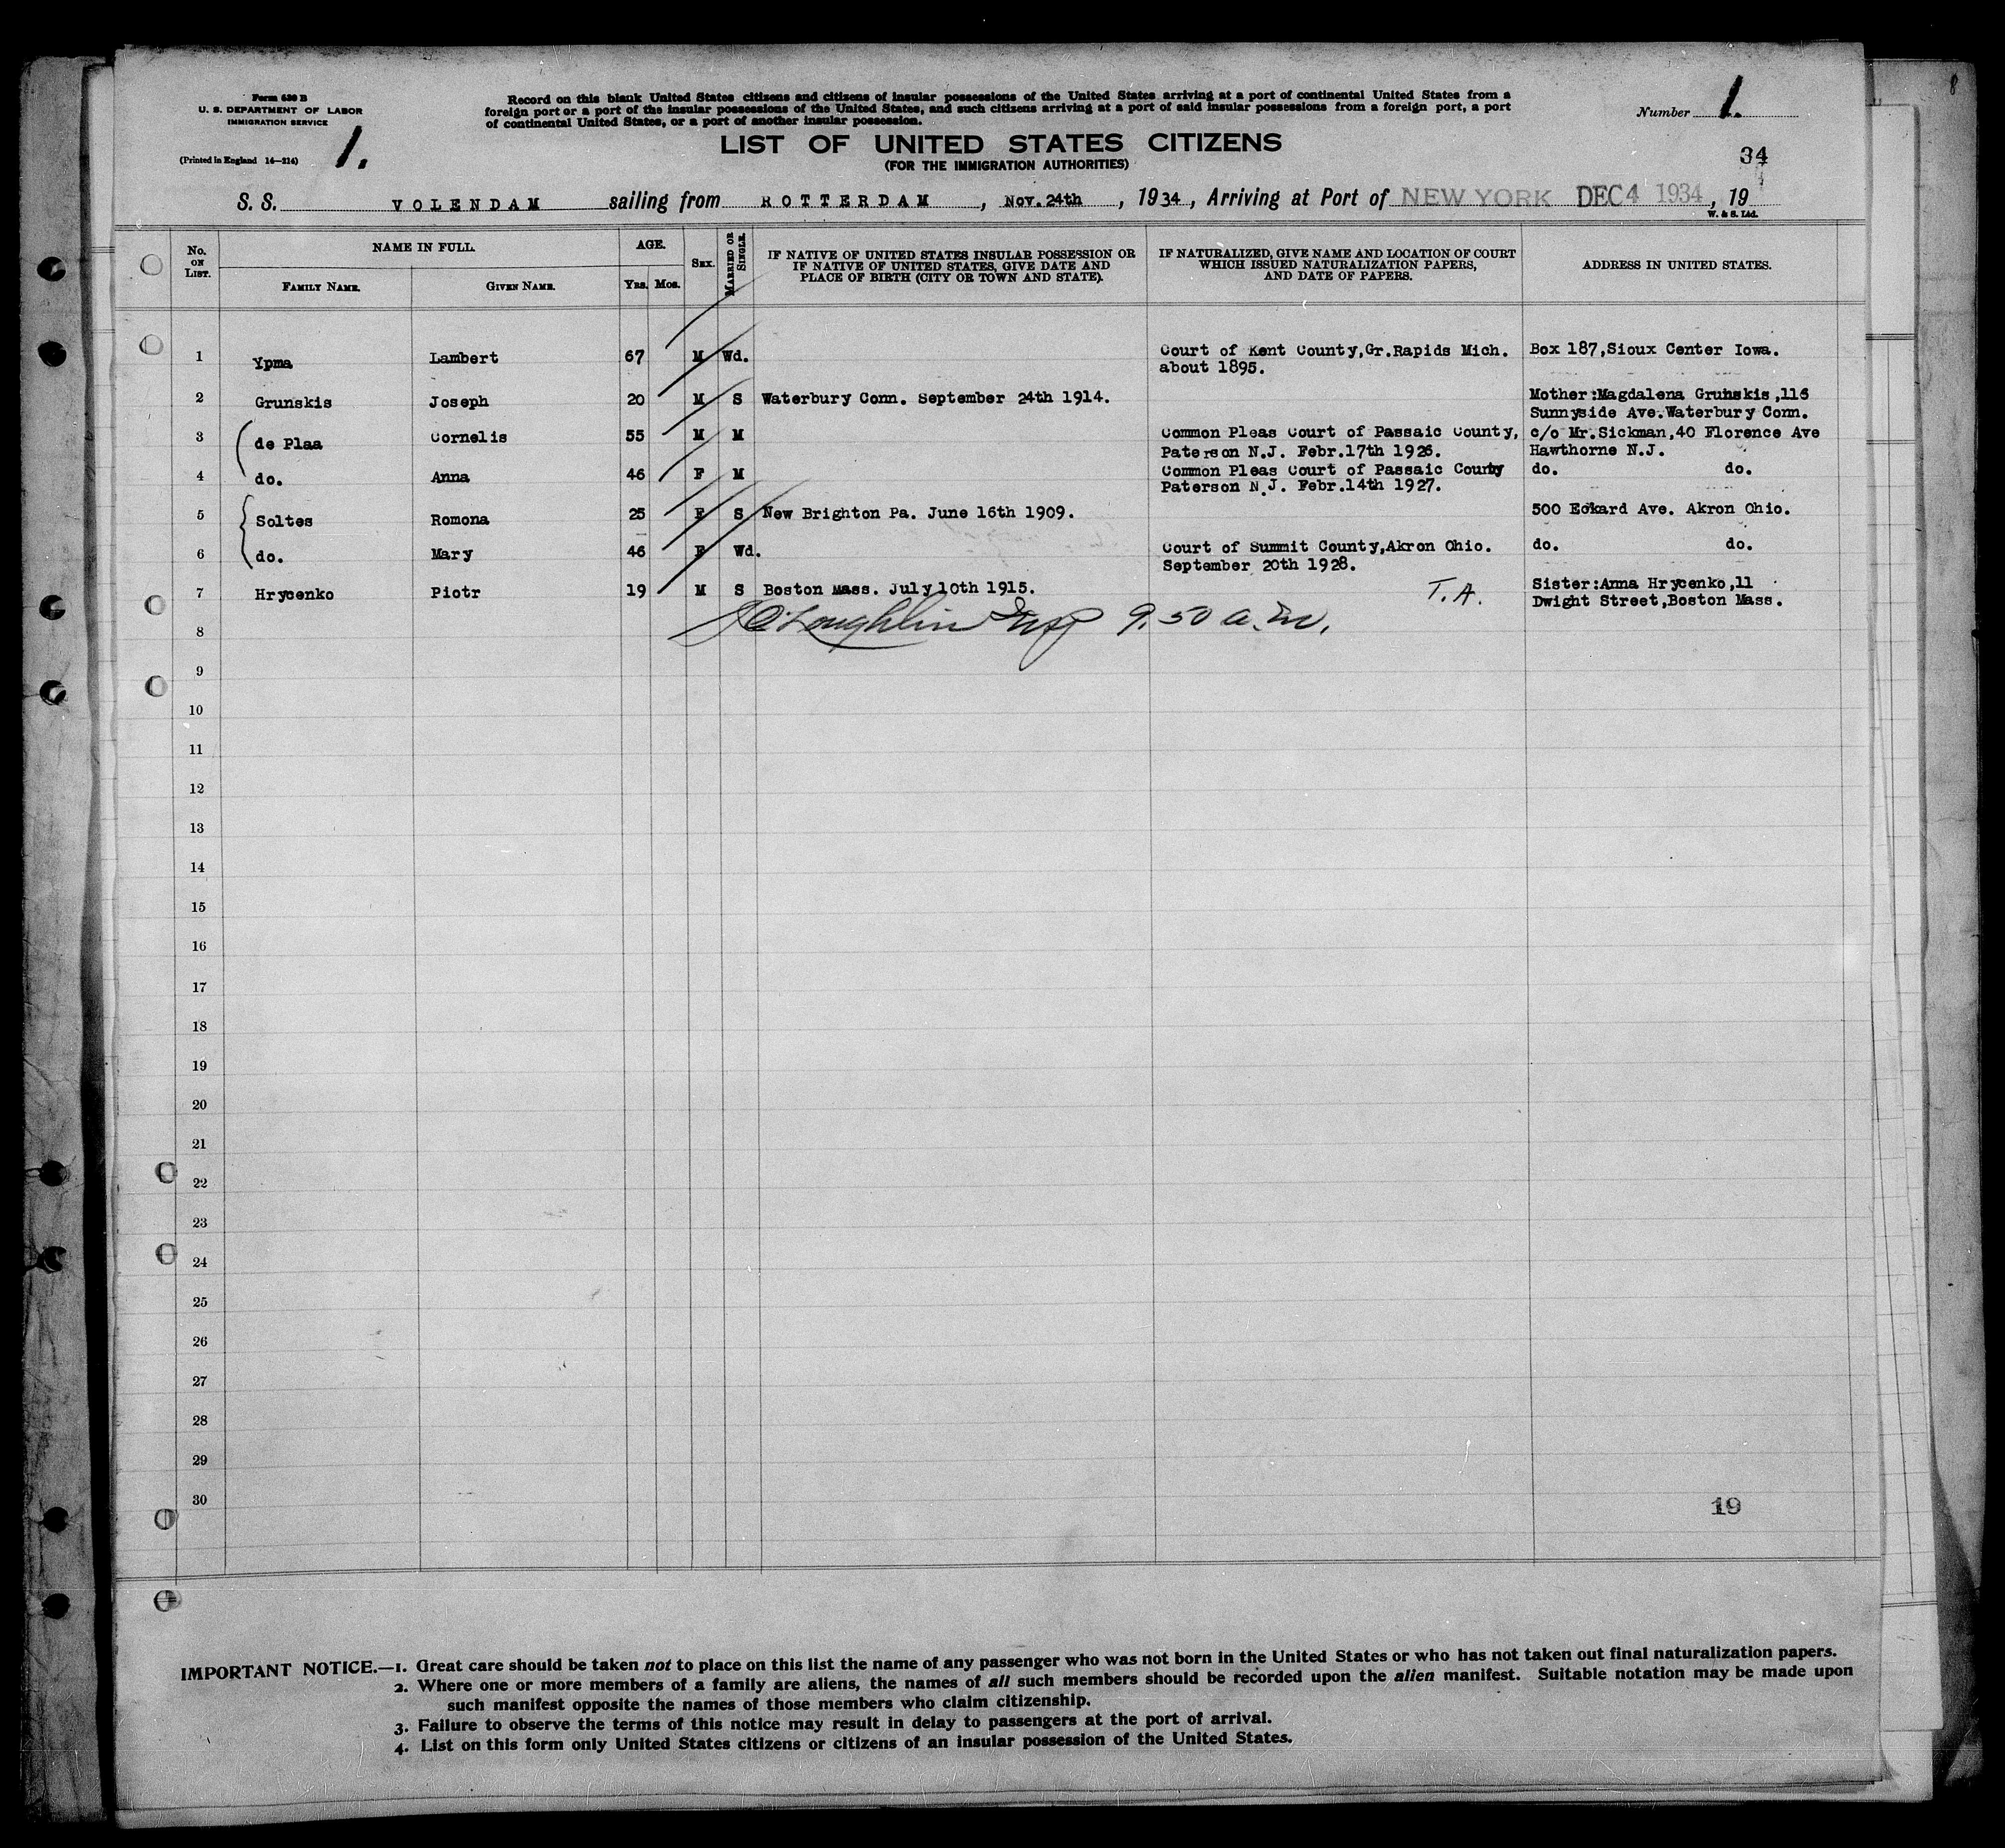 Form 630 B
U. S. DEPARTMENT OF LABOR
IMMIGRATION SERVICE
(Printed in England 14—214)
1.
Record on this blank United States citizens and citizens of insular possessions of the United States arriving at a port of continental United States from a
foreign port or a port of the insular possessions of the United States, and such citizens arriving at a port of said insular possessions from a foreign port, a port
of continental United States, or a port of another insular possession.
LIST OF UNITED STATES CITIZENS
(FOR THE IMMIGRATION AUTHORITIES)
Number 1.
34
8
S. S. VOLENDAM sailing from ROTTERDAM, Nov. 24th, 1934, Arriving at Port of NEW YORK DEC 4 1934, 19
W. & S. Ltd.
No. ON LIST.
NAME IN FULL.
FAMILY NAME.
GIVEN NAME.
AGE.
YRS. MOS.
SEX.
MARRIED OR SINGLE.
IF NATIVE OF UNITED STATES INSULAR POSSESSION OR
IF NATIVE OF UNITED STATES, GIVE DATE AND
PLACE OF BIRTH (CITY OR TOWN AND STATE).
IF NATURALIZED, GIVE NAME AND LOCATION OF COURT
WHICH ISSUED NATURALIZATION PAPERS,
AND DATE OF PAPERS.
ADDRESS IN UNITED STATES.
1 Ypma Lambert 67 M Wd. Court of Kent County,Gr.Rapids Mich. Box 187,Sioux Center Iowa.
about 1895.
2 Grunskis Joseph 20 M S Waterbury Conn. September 24th 1914. Mother:Magdalena Grunskis,116
Sunnyside Ave.Waterbury Conn.
3 de Plaa Cornelis 55 M M Common Pleas Court of Passaic County, c/o Mr.Sickman,40 Florence Ave
Paterson N.J. Febr.17th 1926. Hawthorne N.J.
4 do. Anna 46 F M Common Pleas Court of Passaic County do. do.
Paterson N.J. Febr.14th 1927.
5 Soltes Romona 25 F S New Brighton Pa. June 16th 1909. 500 Eckard Ave. Akron Ohio.
6 do. Mary 46 F Wd. Court of Summit County,Akron Ohio. do. do.
September 20th 1928.
7 Hrycenko Piotr 19 M S Boston Mass. July 10th 1915. T.A. Sister:Anna Hrycenko,11
Dwight Street,Boston Mass.
8 O'Loughlin Insp 9.50 a.m.
9
10
11
12
13
14
15
16
17
18
19
20
21
22
23
24
25
26
27
28
29
30
19
IMPORTANT NOTICE.—1. Great care should be taken not to place on this list the name of any passenger who was not born in the United States or who has not taken out final naturalization papers.
2. Where one or more members of a family are aliens, the names of all such members should be recorded upon the alien manifest. Suitable notation may be made upon
such manifest opposite the names of those members who claim citizenship.
3. Failure to observe the terms of this notice may result in delay to passengers at the port of arrival.
4. List on this form only United States citizens or citizens of an insular possession of the United States.